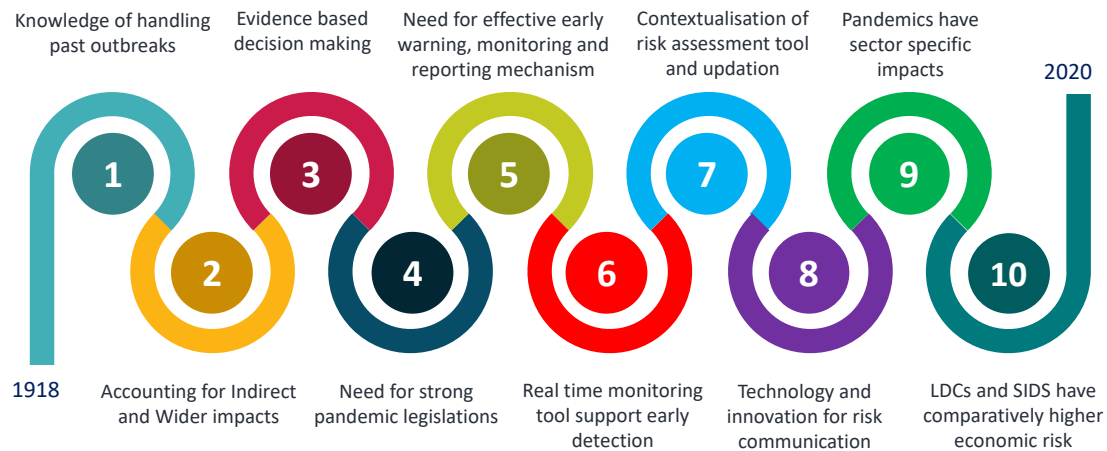 Knowledge of handling
past outbreaks
Evidence based
decision making
Need for effective early
warning, monitoring and
reporting mechanism
Contextualisation of
risk assessment tool
and updation
Pandemics have
sector specific
impacts
2020
1
3
5
7
9
2
4
6
8
10
1918
Accounting for Indirect
and Wider impacts
Need for strong
pandemic legislations
Real time monitoring
tool support early
detection
Technology and
innovation for risk
communication
LDCs and SIDS have
comparatively higher
economic risk